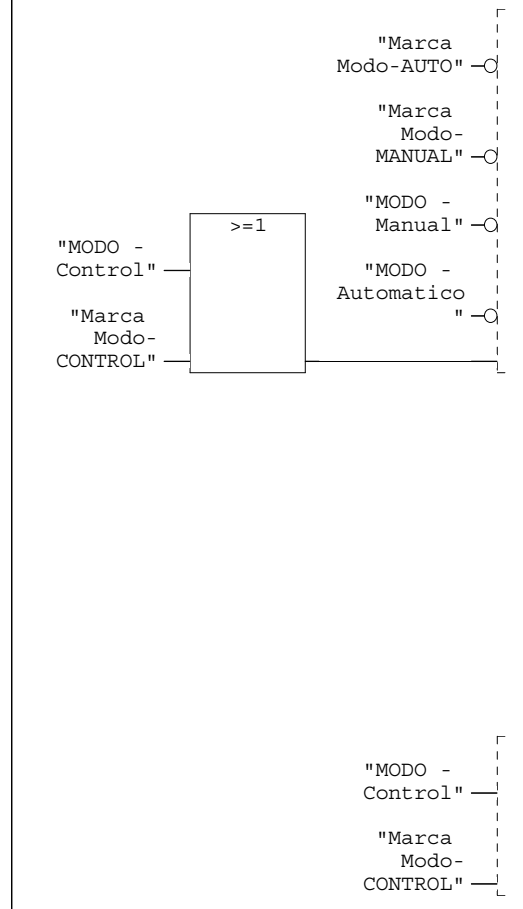 "Marca
Modo-AUTO"
"Marca
Modo-
MANUAL"
"MODO -
Manual"
"MODO -
Automatico
"
>=1
"MODO -
Control"
"Marca
Modo-
CONTROL"
"MODO -
Control"
"Marca
Modo-
CONTROL"